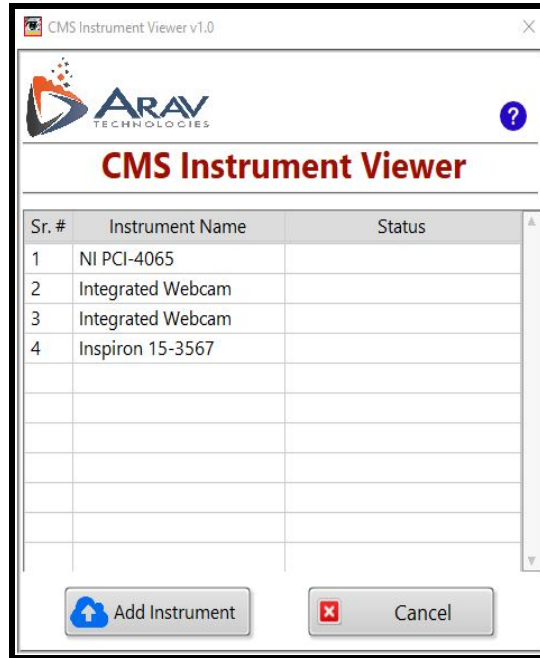 CMS Instrument Viewer v1.0
ARAV
TECHNOLOGIES
?
CMS Instrument Viewer
Sr. # Instrument Name Status
1 NI PCI-4065
2 Integrated Webcam
3 Integrated Webcam
4 Inspiron 15-3567
Add Instrument Cancel